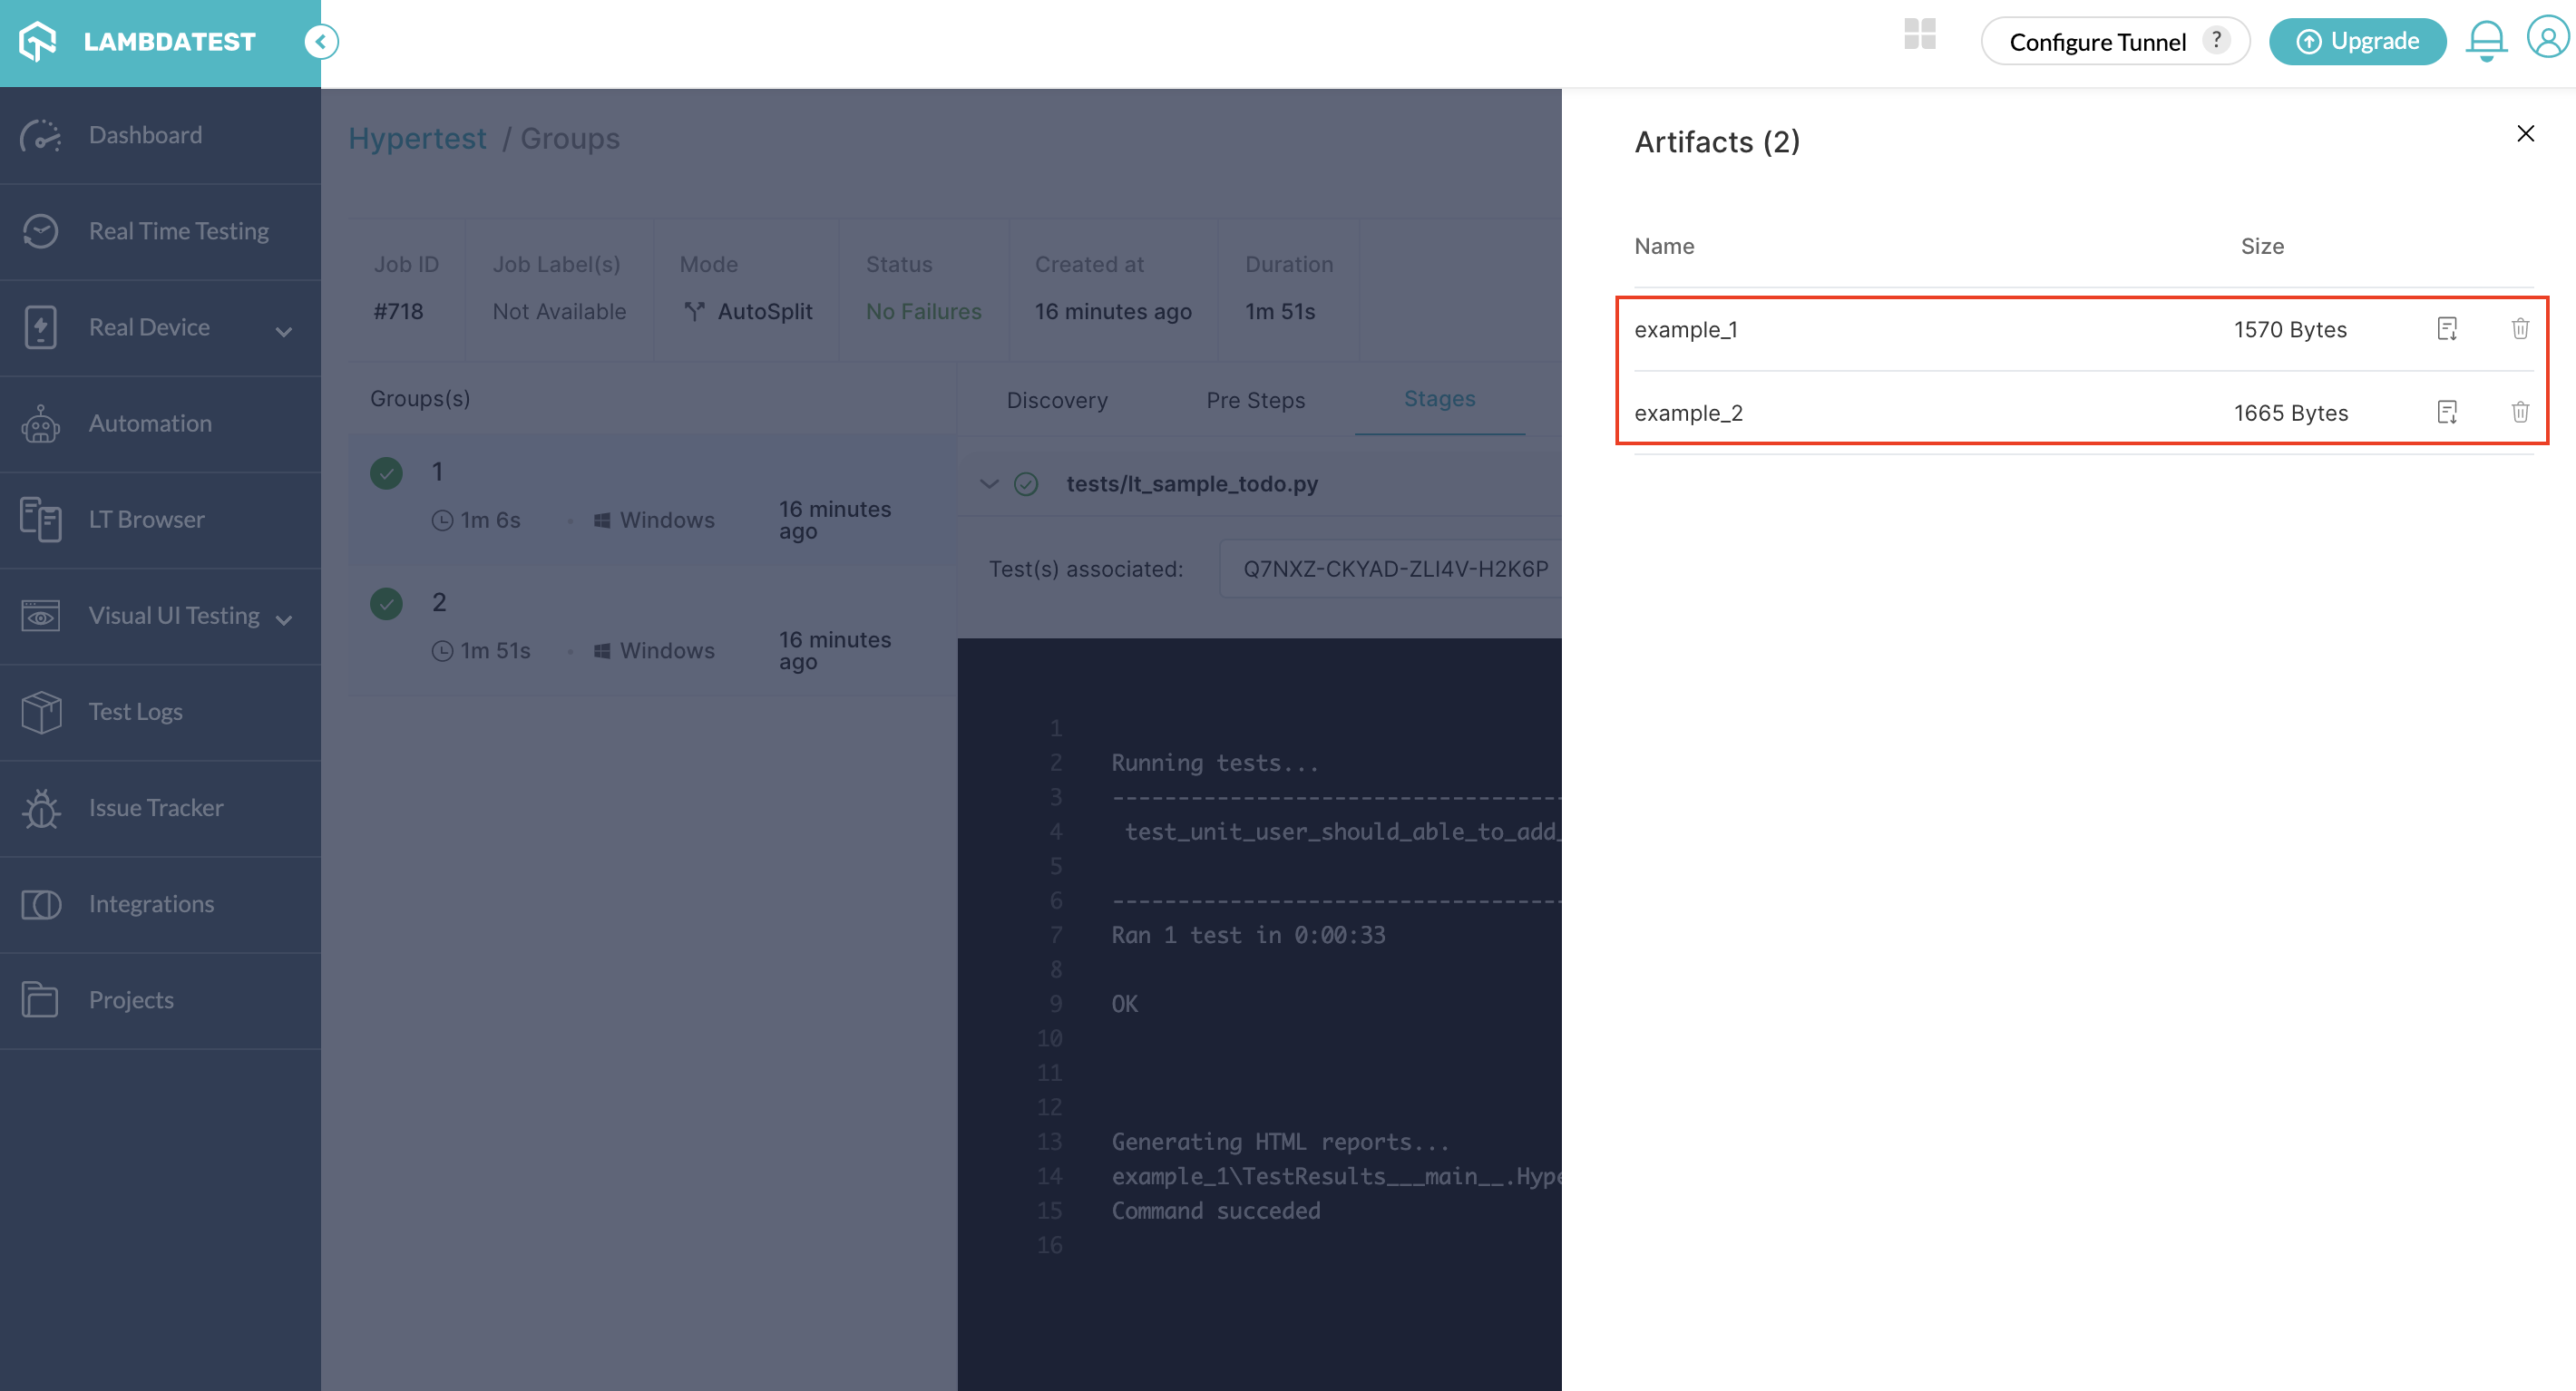 LAMBDATEST
Configure Tunnel ?
Upgrade
Dashboard
Real Time Testing
Real Device
Automation
LT Browser
Visual UI Testing
Test Logs
Issue Tracker
Integrations
Projects
Hypertest / Groups
Job ID
#718
Job Label(s)
Not Available
Mode
AutoSplit
Status
No Failures
Created at
16 minutes ago
Duration
1m 51s
Groups(s)
1
1m 6s
Windows
16 minutes
ago
2
1m 51s
Windows
16 minutes
ago
Discovery
Pre Steps
Stages
tests/lt_sample_todo.py
Test(s) associated:
Q7NXZ-CKYAD-ZLI4V-H2K6P
1
2 Running tests...
3 -----------------------------------
4 test_unit_user_should_able_to_add_
5
6 -----------------------------------
7 Ran 1 test in 0:00:33
8
9 OK
10
11
12
13 Generating HTML reports...
14 example_1\TestResults___main__.Hype
15 Command succeded
16
Artifacts (2)
Name Size
example_1 1570 Bytes
example_2 1665 Bytes